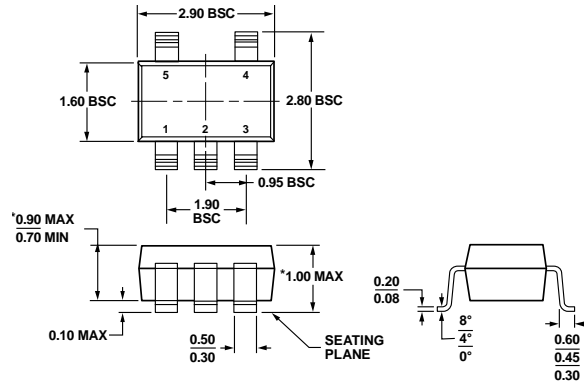 2.90 BSC
5 4
1.60 BSC
2.80 BSC
1 2 3
0.95 BSC
1.90
BSC
*0.90 MAX
0.70 MIN
*1.00 MAX
0.10 MAX
0.50
0.30
SEATING
PLANE
0.20
0.08
8°
4°
0°
0.60
0.45
0.30